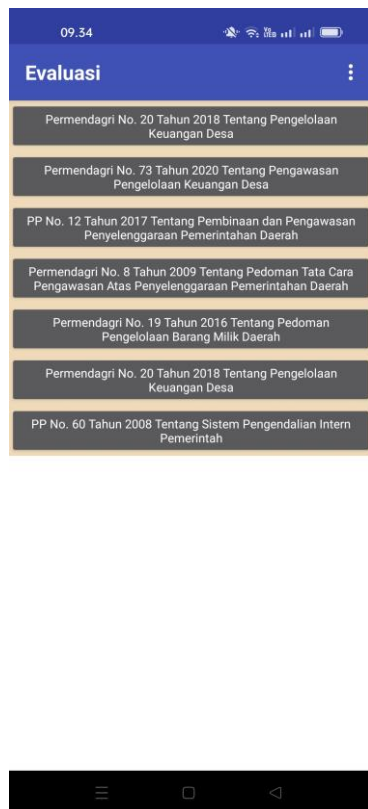 09.34
Evaluasi
Permendagri No. 20 Tahun 2018 Tentang Pengelolaan
Keuangan Desa
Permendagri No. 73 Tahun 2020 Tentang Pengawasan
Pengelolaan Keuangan Desa
PP No. 12 Tahun 2017 Tentang Pembinaan dan Pengawasan
Penyelenggaraan Pemerintahan Daerah
Permendagri No. 8 Tahun 2009 Tentang Pedoman Tata Cara
Pengawasan Atas Penyelenggaraan Pemerintahan Daerah
Permendagri No. 19 Tahun 2016 Tentang Pedoman
Pengelolaan Barang Milik Daerah
Permendagri No. 20 Tahun 2018 Tentang Pengelolaan
Keuangan Desa
PP No. 60 Tahun 2008 Tentang Sistem Pengendalian Intern
Pemerintah